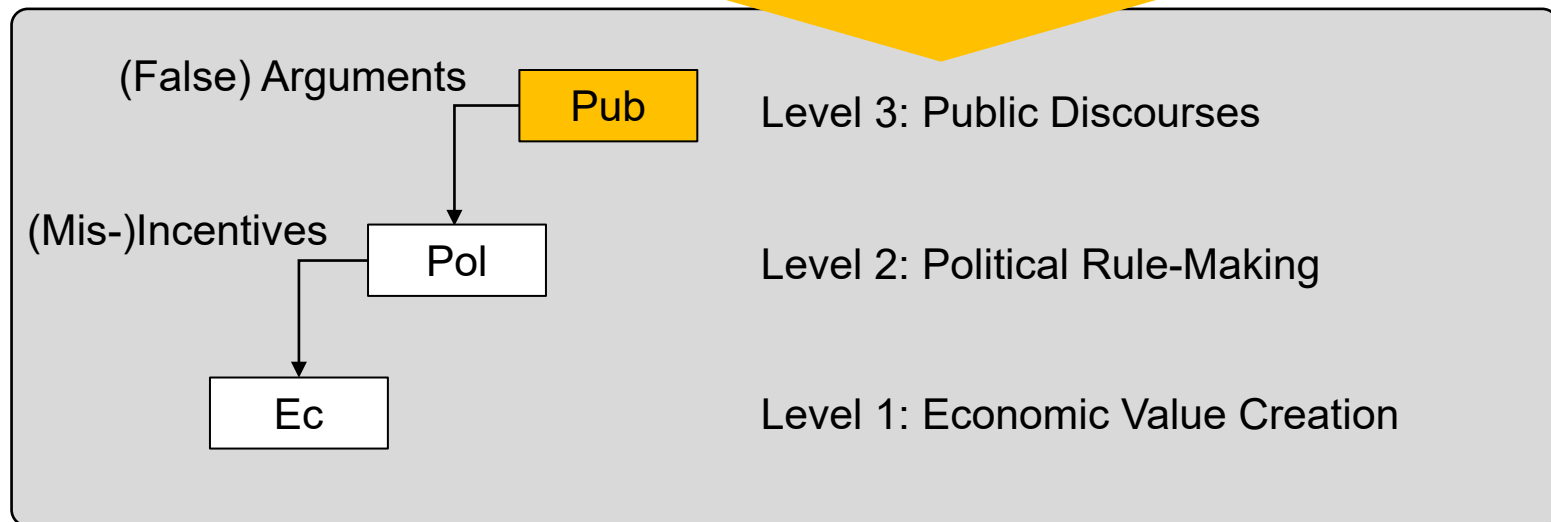 (False) Arguments
Pub
Level 3: Public Discourses
(Mis-)Incentives
Pol
Level 2: Political Rule-Making
Ec
Level 1: Economic Value Creation